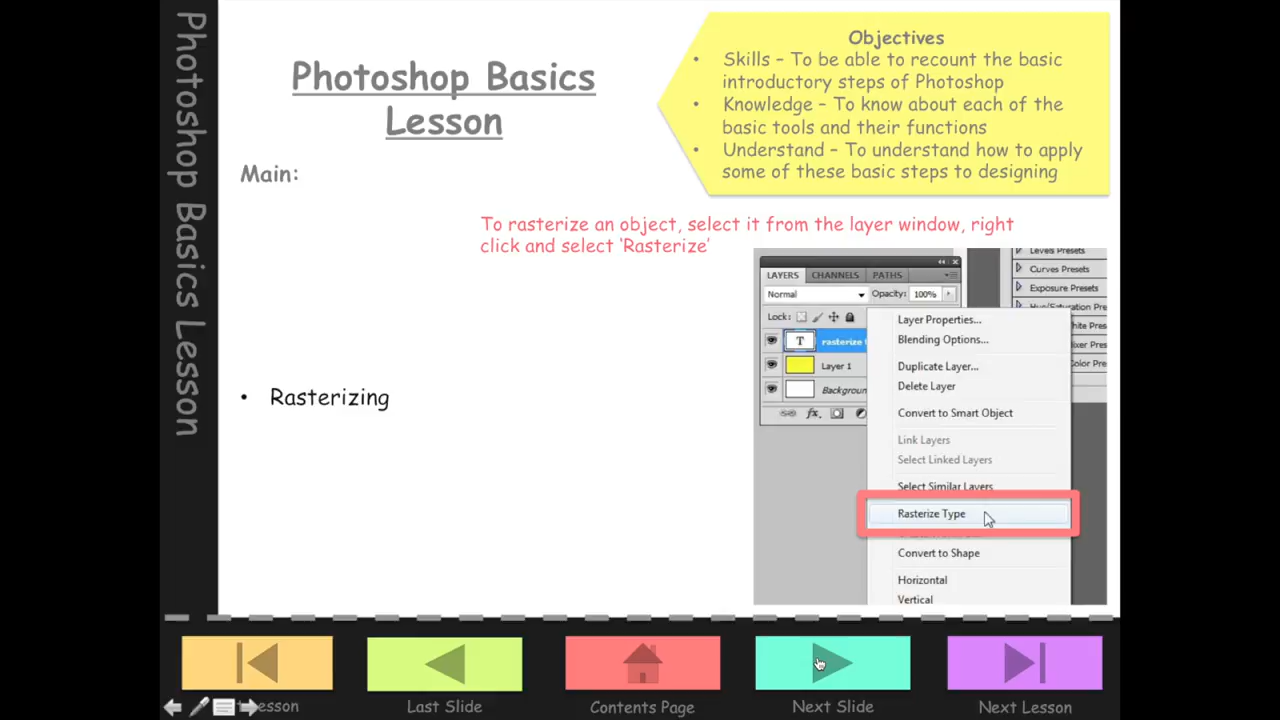 Photoshop Basics Lesson
Photoshop Basics
Lesson
Main:
Objectives
• Skills – To be able to recount the basic
introductory steps of Photoshop
• Knowledge – To know about each of the
basic tools and their functions
• Understand – To understand how to apply
some of these basic steps to designing
To rasterize an object, select it from the layer window, right
click and select ‘Rasterize’
• Rasterizing
LAYERS CHANNELS PATHS
Normal Opacity: 100%
Lock:
T rasterize
Layer 1
Levels Presets
Curves Presets
Exposure Presets
Layer Properties...
Blending Options...
Duplicate Layer...
Delete Layer
Convert to Smart Object
Link Layers
Select Linked Layers
Select Similar Layers
Rasterize Type
Convert to Shape
Horizontal
Vertical
Lesson
Last Slide
Contents Page
Next Slide
Next Lesson